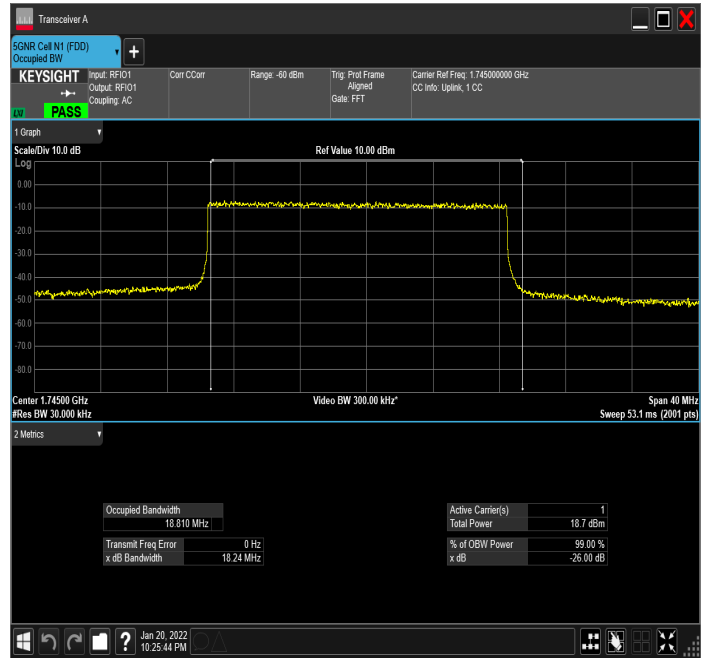 Transceiver A
5GNR Cell N1 (FDD)
Occupied BW
KEYSIGHT
LXI
PASS
Input: RFIO1
Output: RFIO1
Coupling: AC
Corr CCorr
Range: -60 dBm
Trig: Prot Frame
Aligned
Gate: FFT
Carrier Ref Freq: 1.745000000 GHz
CC Info: Uplink, 1 CC
1 Graph
Scale/Div 10.0 dB
Ref Value 10.00 dBm
Log
0.00
-10.0
-20.0
-30.0
-40.0
-50.0
-60.0
-70.0
-80.0
Center 1.74500 GHz
Span 40 MHz
#Res BW 30.000 kHz
Video BW 300.00 kHz*
Sweep 53.1 ms (2001 pts)
2 Metrics
Occupied Bandwidth
18.810 MHz
Transmit Freq Error 0 Hz
x dB Bandwidth 18.24 MHz
Active Carrier(s) 1
Total Power 18.7 dBm
% of OBW Power 99.00 %
x dB -26.00 dB
Jan 20, 2022
10:25:44 PM